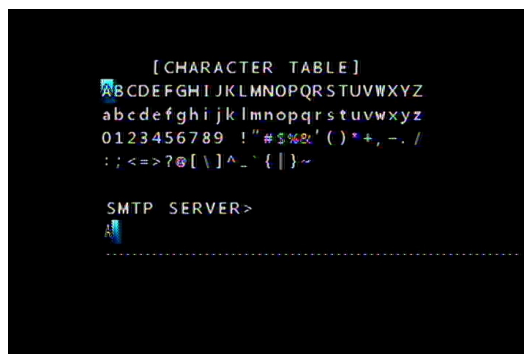 [CHARACTER TABLE]
ABCDEFGHIJKLMNOPQRSTUVWXYZ
abcdefghijklmnopqrstuvwxyz
0123456789 !"#$%&'()*+,-./
:;<=>?@[\]^_`{|}~
SMTP SERVER>
A